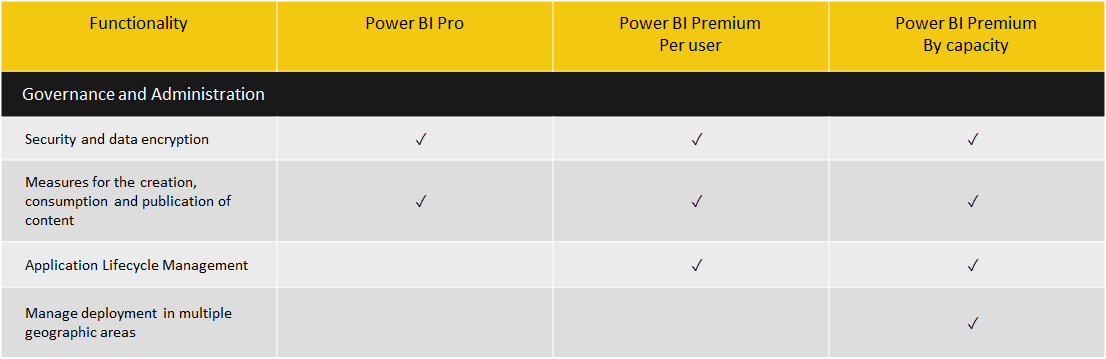 Functionality
Power BI Pro
Power BI Premium
Per user
Power BI Premium
By capacity
Governance and Administration
Security and data encryption
✓ ✓ ✓
Measures for the creation,
consumption and publication of
content
✓ ✓ ✓
Application Lifecycle Management
✓ ✓
Manage deployment in multiple
geographic areas
✓